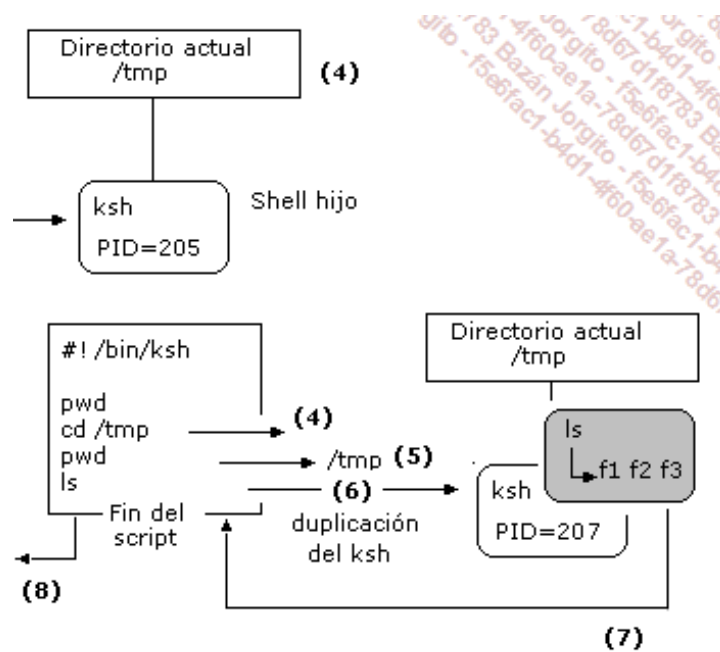 Directorio actual
/tmp
(4)
ksh
PID=205
Shell hijo
Directorio actual
/tmp
#! /bin/ksh
pwd
cd /tmp
pwd
ls
(4)
/tmp (5)
(6)
duplicación
del ksh
ls
f1 f2 f3
ksh
PID=207
Fin del
script
(8)
(7)